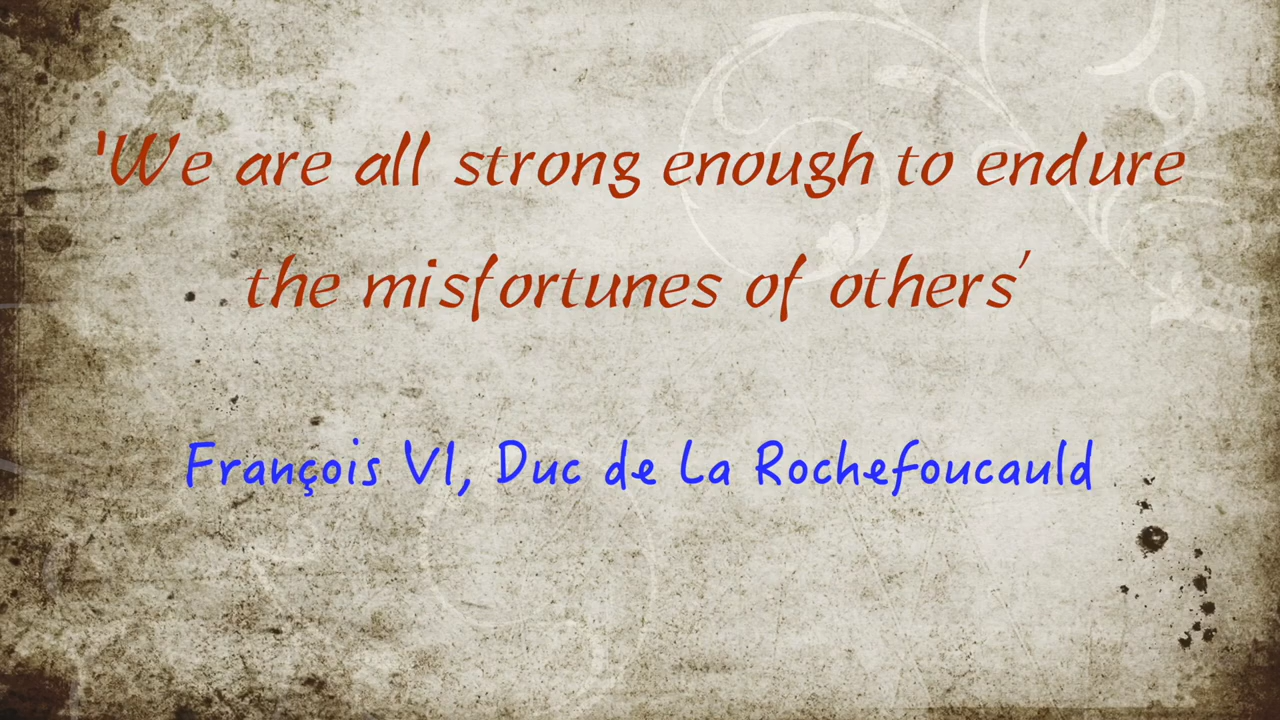 'We are all strong enough to endure
the misfortunes of others'
François VI, Duc de La Rochefoucauld